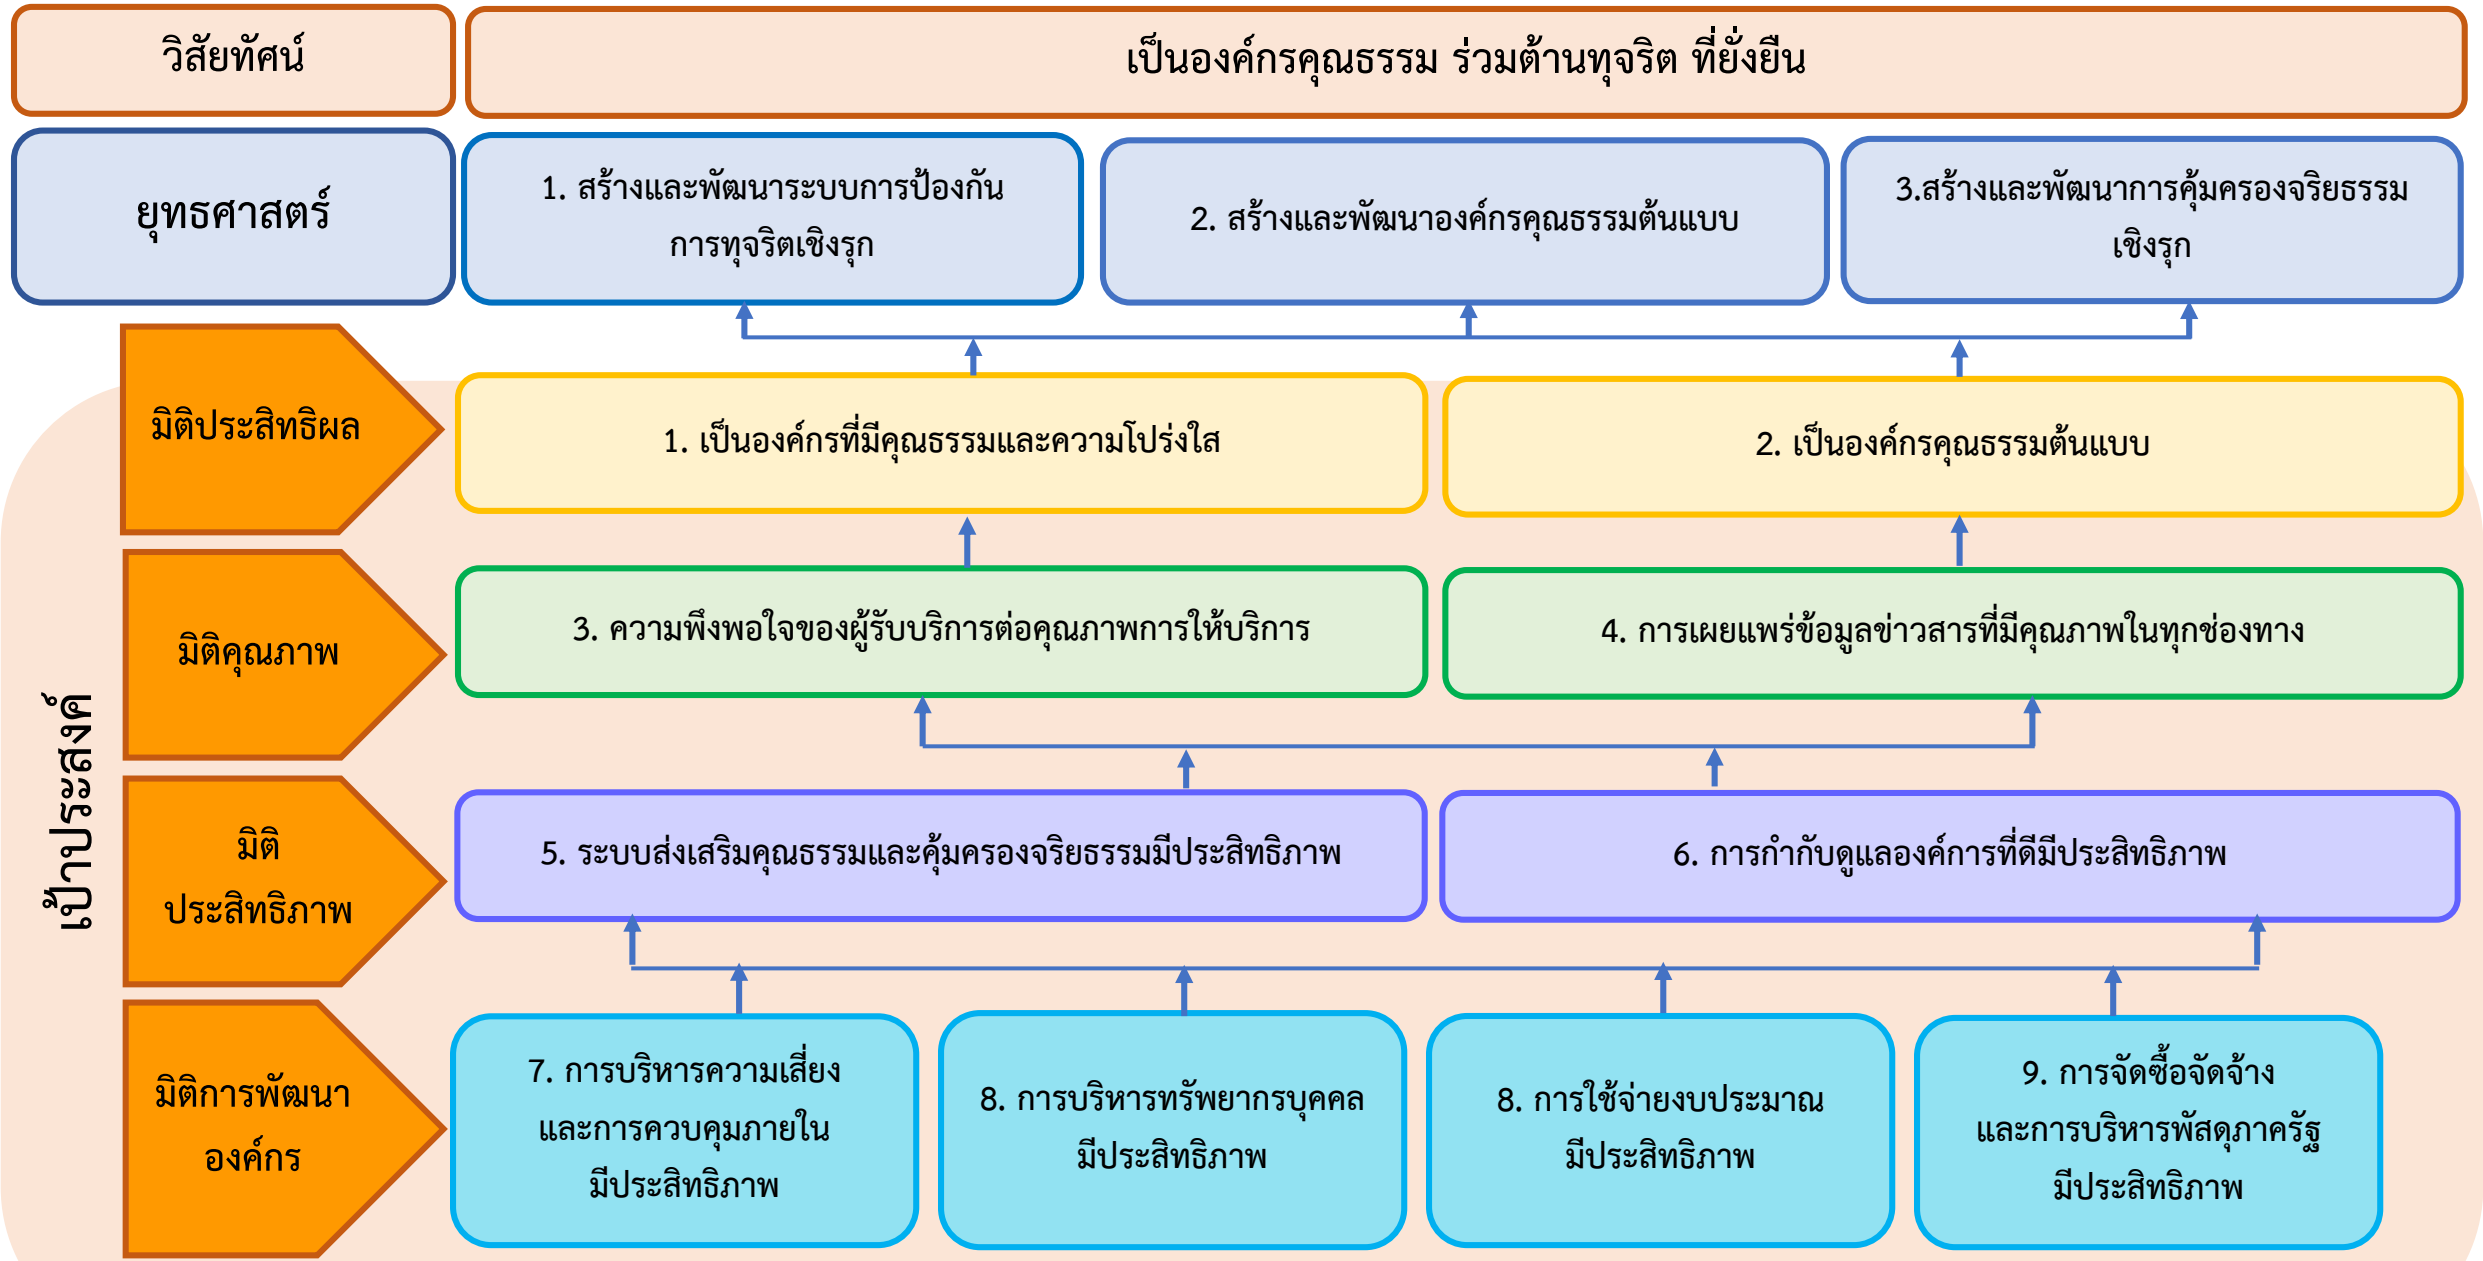 วิสัยทัศน์
เป็นองค์กรคุณธรรม ร่วมต้านทุจริต ที่ยั่งยืน
ยุทธศาสตร์
1. สร้างและพัฒนาระบบการป้องกัน
การทุจริตเชิงรุก
2. สร้างและพัฒนาองค์กรคุณธรรมต้นแบบ
3.สร้างและพัฒนาการคุ้มครองจริยธรรม
เชิงรุก
เป้าประสงค์
มิติประสิทธิผล
1. เป็นองค์กรที่มีคุณธรรมและความโปร่งใส
2. เป็นองค์กรคุณธรรมต้นแบบ
มิติคุณภาพ
3. ความพึงพอใจของผู้รับบริการต่อคุณภาพการให้บริการ
4. การเผยแพร่ข้อมูลข่าวสารที่มีคุณภาพในทุกช่องทาง
มิติ
ประสิทธิภาพ
5. ระบบส่งเสริมคุณธรรมและคุ้มครองจริยธรรมมีประสิทธิภาพ
6. การกำกับดูแลองค์การที่ดีมีประสิทธิภาพ
มิติการพัฒนา
องค์กร
7. การบริหารความเสี่ยง
และการควบคุมภายใน
มีประสิทธิภาพ
8. การบริหารทรัพยากรบุคคล
มีประสิทธิภาพ
8. การใช้จ่ายงบประมาณ
มีประสิทธิภาพ
9. การจัดซื้อจัดจ้าง
และการบริหารพัสดุภาครัฐ
มีประสิทธิภาพ